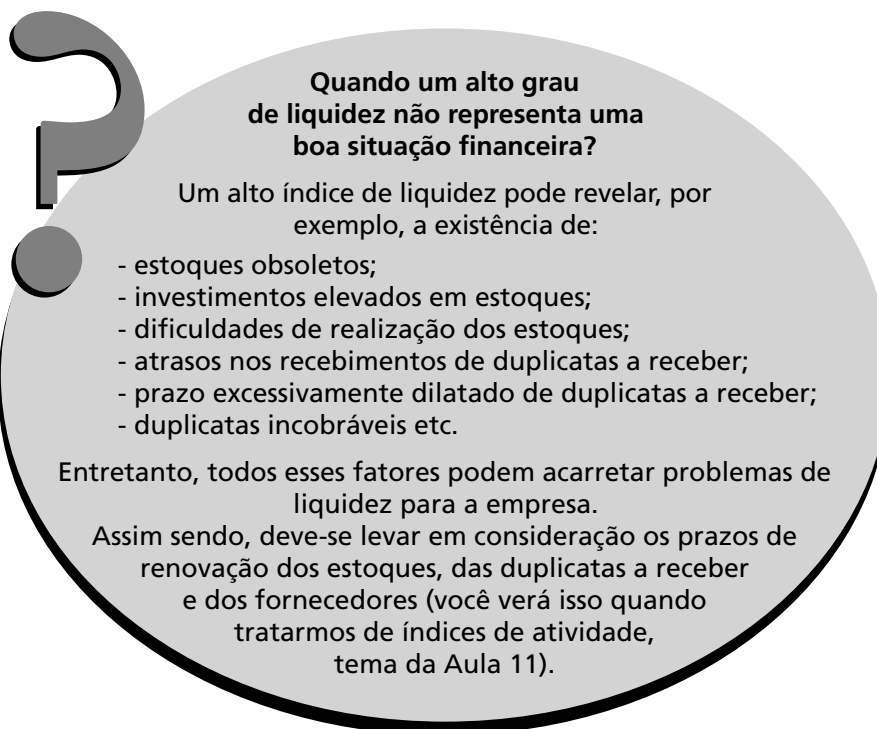 Quando um alto grau
de liquidez não representa uma
boa situação financeira?
Um alto índice de liquidez pode revelar, por
exemplo, a existência de:
- estoques obsoletos;
- investimentos elevados em estoques;
- dificuldades de realização dos estoques;
- atrasos nos recebimentos de duplicatas a receber;
- prazo excessivamente dilatado de duplicatas a receber;
- duplicatas incobráveis etc.
Entretanto, todos esses fatores podem acarretar problemas de
liquidez para a empresa.
Assim sendo, deve-se levar em consideração os prazos de
renovação dos estoques, das duplicatas a receber
e dos fornecedores (você verá isso quando
tratarmos de índices de atividade,
tema da Aula 11).